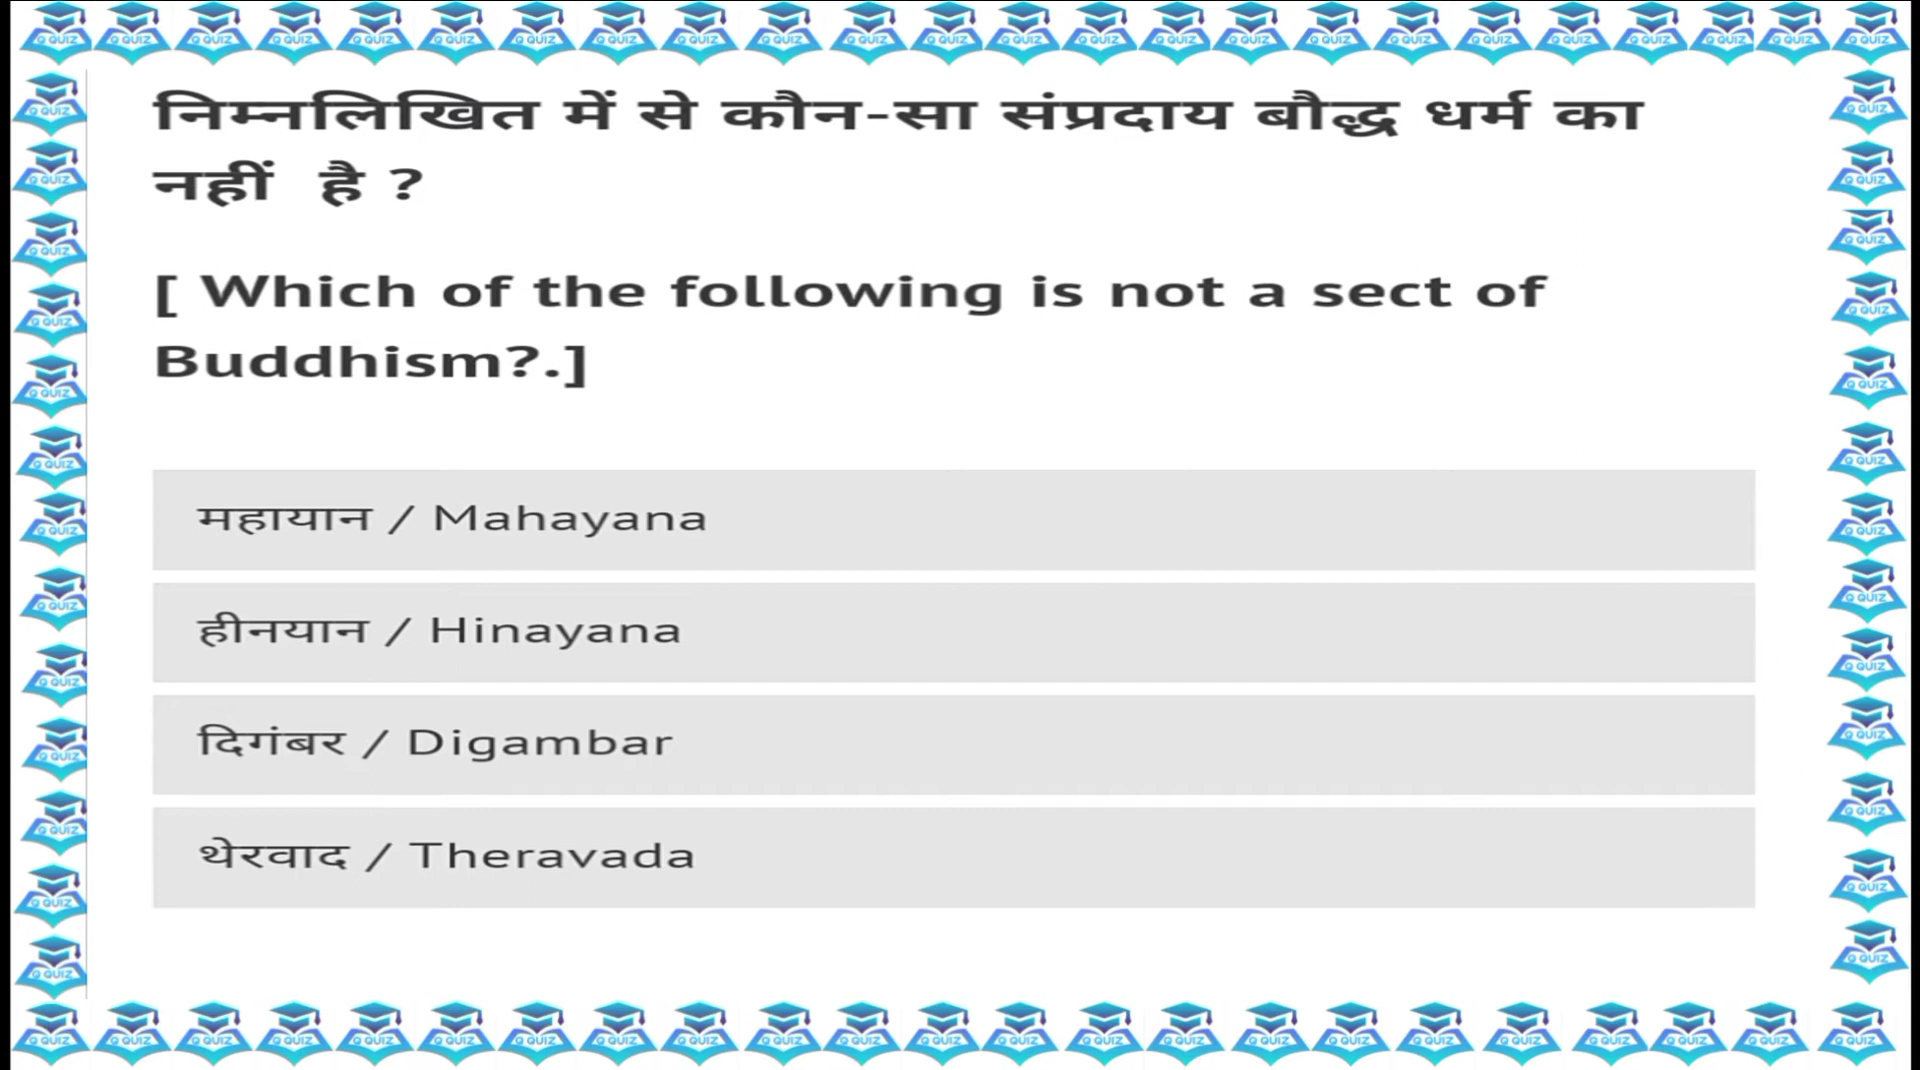 निम्नलिखित में से कौन-सा संप्रदाय बौद्ध धर्म का
नहीं है ?
[ Which of the following is not a sect of
Buddhism?.]
महायान / Mahayana
हीनयान / Hinayana
दिगंबर / Digambar
थेरवाद / Theravada